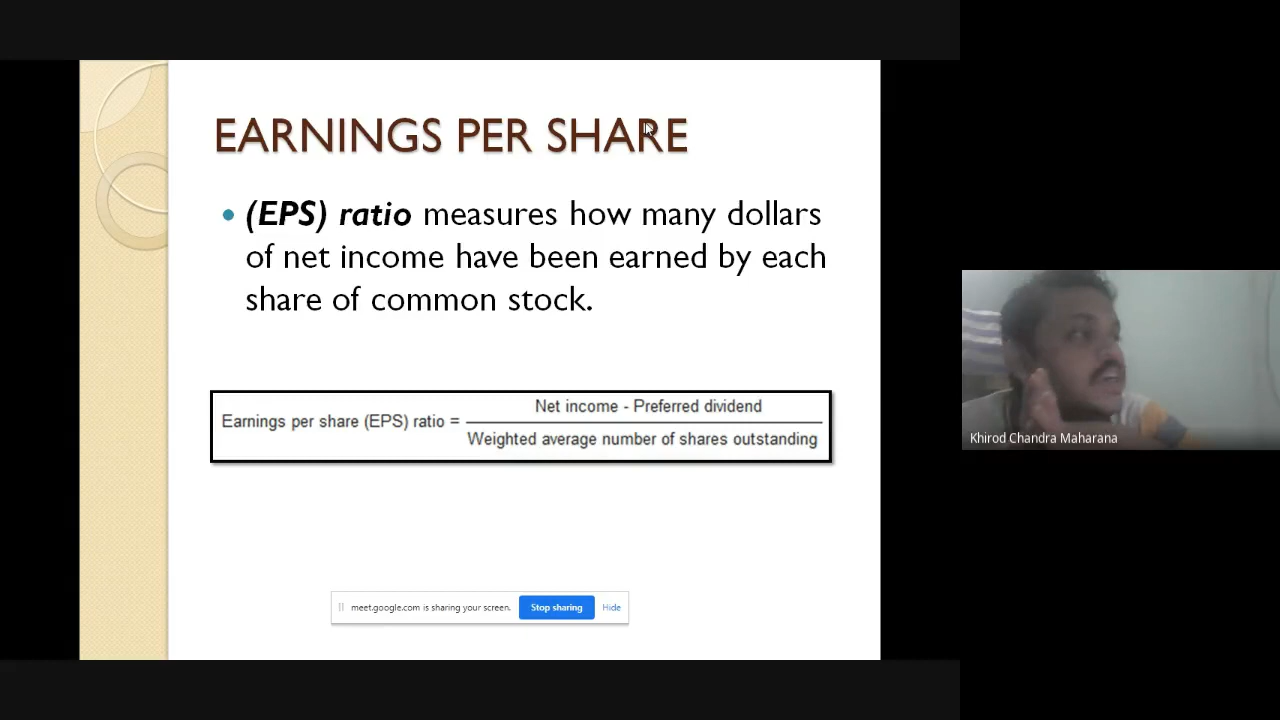 EARNINGS PER SHARE
• (EPS) ratio measures how many dollars
of net income have been earned by each
share of common stock.
Net income - Preferred dividend
Earnings per share (EPS) ratio =
Weighted average number of shares outstanding
Khirod Chandra Maharana
meet.google.com is sharing your screen. Stop sharing Hide